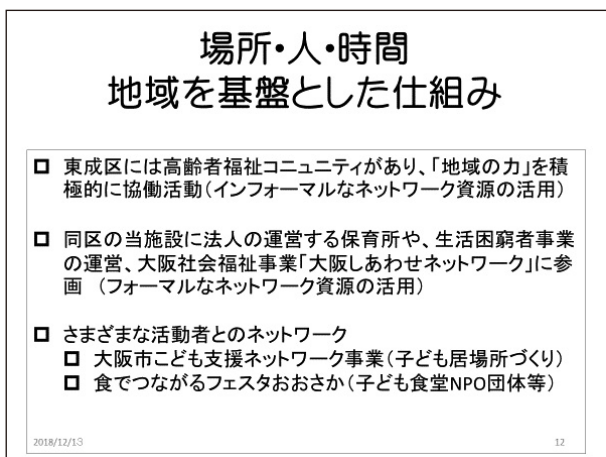 場所・人・時間
地域を基盤とした仕組み
□ 東成区には高齢者福祉コニュニティがあり、「地域の力」を積
極的に協働活動(インフォーマルなネットワーク資源の活用)
□ 同区の当施設に法人の運営する保育所や、生活困窮者事業
の運営、大阪社会福祉事業「大阪しあわせネットワーク」に参
画 (フォーマルなネットワーク資源の活用)
□ さまざまな活動者とのネットワーク
□ 大阪市こども支援ネットワーク事業(子ども居場所づくり)
□ 食でつながるフェスタおおさか(子ども食堂NPO団体等)
2018/12/13
12